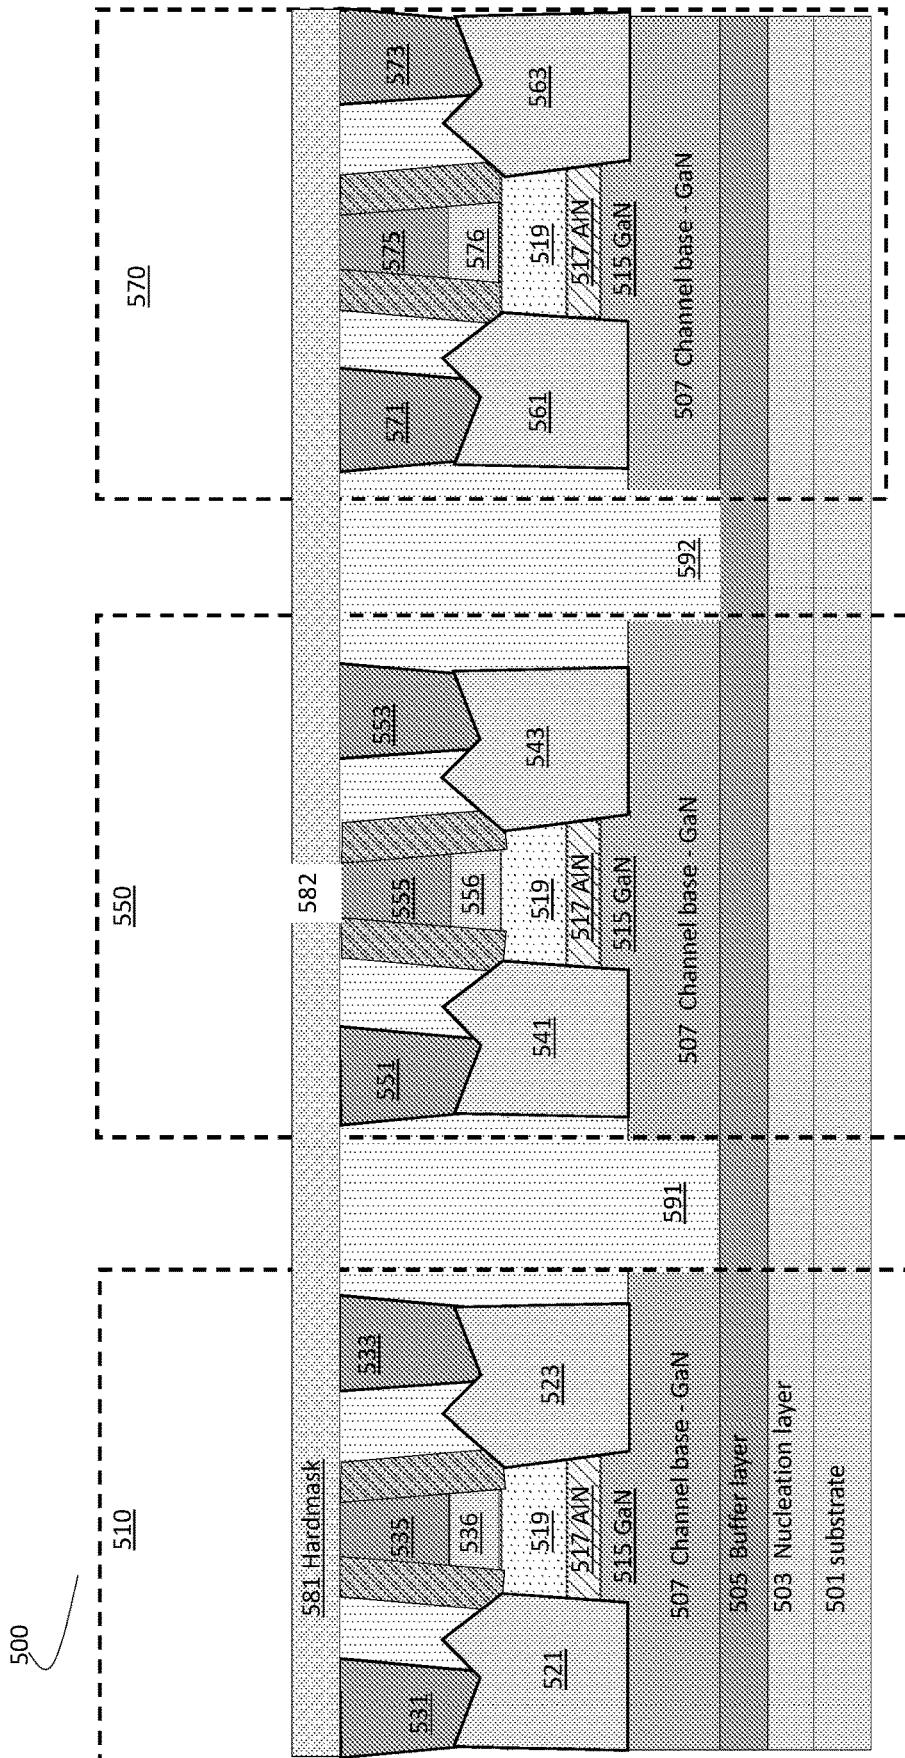 500
510
550
570
581 Hardmask
582
531
535
533
551
555
553
571
575
573
536
556
576
521
519
523
541
519
543
561
519
563
517 AlN
517 AlN
517 AlN
515 GaN
515 GaN
515 GaN
507 Channel base - GaN
591
507 Channel base - GaN
592
507 Channel base GaN
505 Buffer layer
503 Nucleation layer
501 substrate